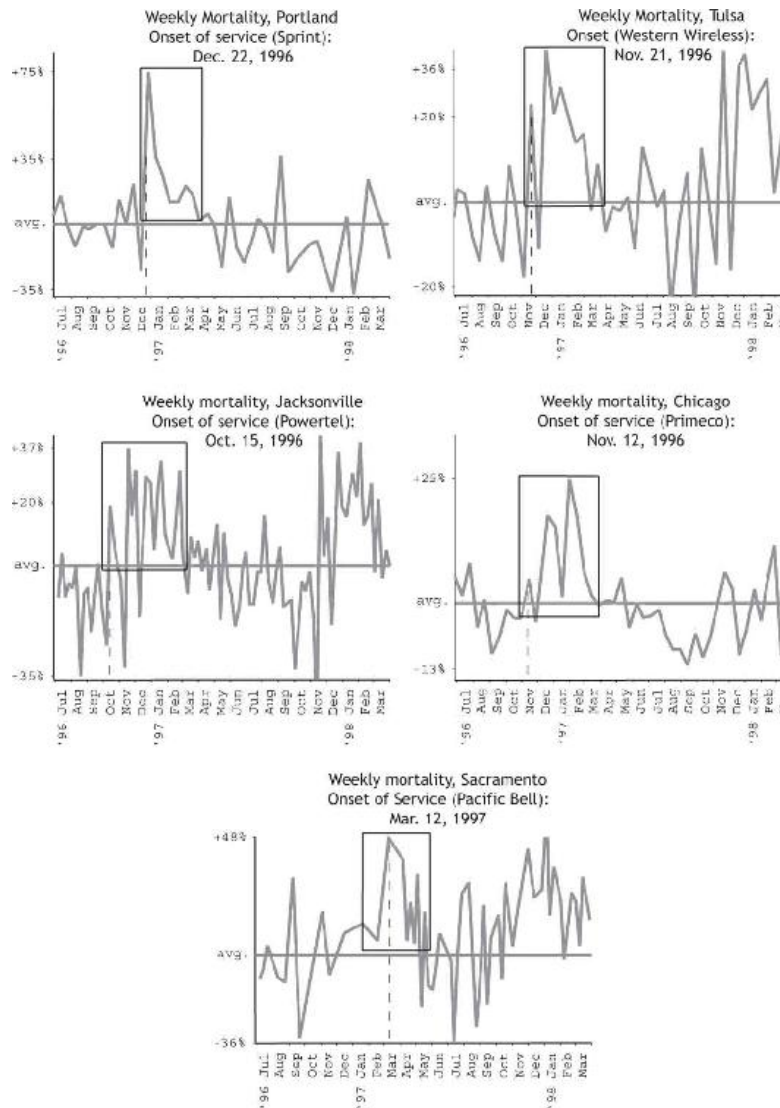 Weekly Mortality, Portland
Onset of service (Sprint):
Dec. 22, 1996
+75%
+35%
avg.
-35%
'96 Jul Aug Sep Oct Nov Dec '97 Jan Feb Mar Apr May Jun Jul Aug Sep Oct Nov Dec '98 Jan Feb Mar
Weekly Mortality, Tulsa
Onset (Western Wireless):
Nov. 21, 1996
+36%
+20%
avg.
-20%
'96 Jul Aug Sep Oct Nov Dec '97 Jan Feb Mar Apr May Jun Jul Aug Sep Oct Nov Dec '98 Jan Feb
Weekly mortality, Jacksonville
Onset of service (Powertel):
Oct. 15, 1996
+37%
+20%
avg.
-35%
'96 Jul Aug Sep Oct Nov Dec '97 Jan Feb Mar Apr May Jun Jul Aug Sep Oct Nov Dec '98 Jan Feb Mar
Weekly mortality, Chicago
Onset of service (Primeco):
Nov. 12, 1996
+25%
avg.
-13%
'96 Jul Aug Sep Oct Nov Dec '97 Jan Feb Mar Apr May Jun Jul Aug Sep Oct Nov Dec '98 Jan Feb
Weekly mortality, Sacramento
Onset of Service (Pacific Bell):
Mar. 12, 1997
+48%
avg.
-36%
'96 Jul Aug Sep Oct Nov Dec '97 Jan Feb Mar Apr May Jun Jul Aug Sep Oct Nov Dec '98 Jan Feb Mar